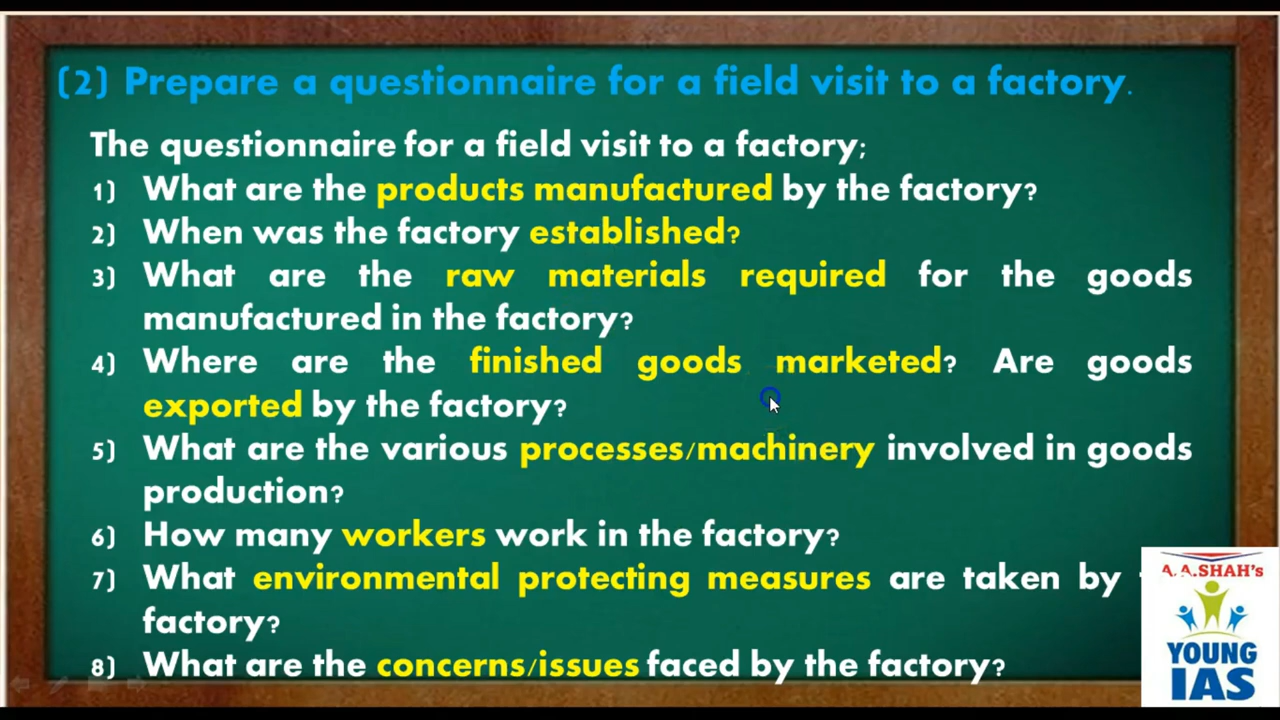 (2) Prepare a questionnaire for a field visit to a factory.
The questionnaire for a field visit to a factory;
1) What are the products manufactured by the factory?
2) When was the factory established?
3) What are the raw materials required for the goods
manufactured in the factory?
4) Where are the finished goods marketed? Are goods
exported by the factory?
5) What are the various processes/machinery involved in goods
production?
6) How many workers work in the factory?
7) What environmental protecting measures are taken by
factory?
8) What are the concerns/issues faced by the factory?
A.A.SHAH's
YOUNG
IAS